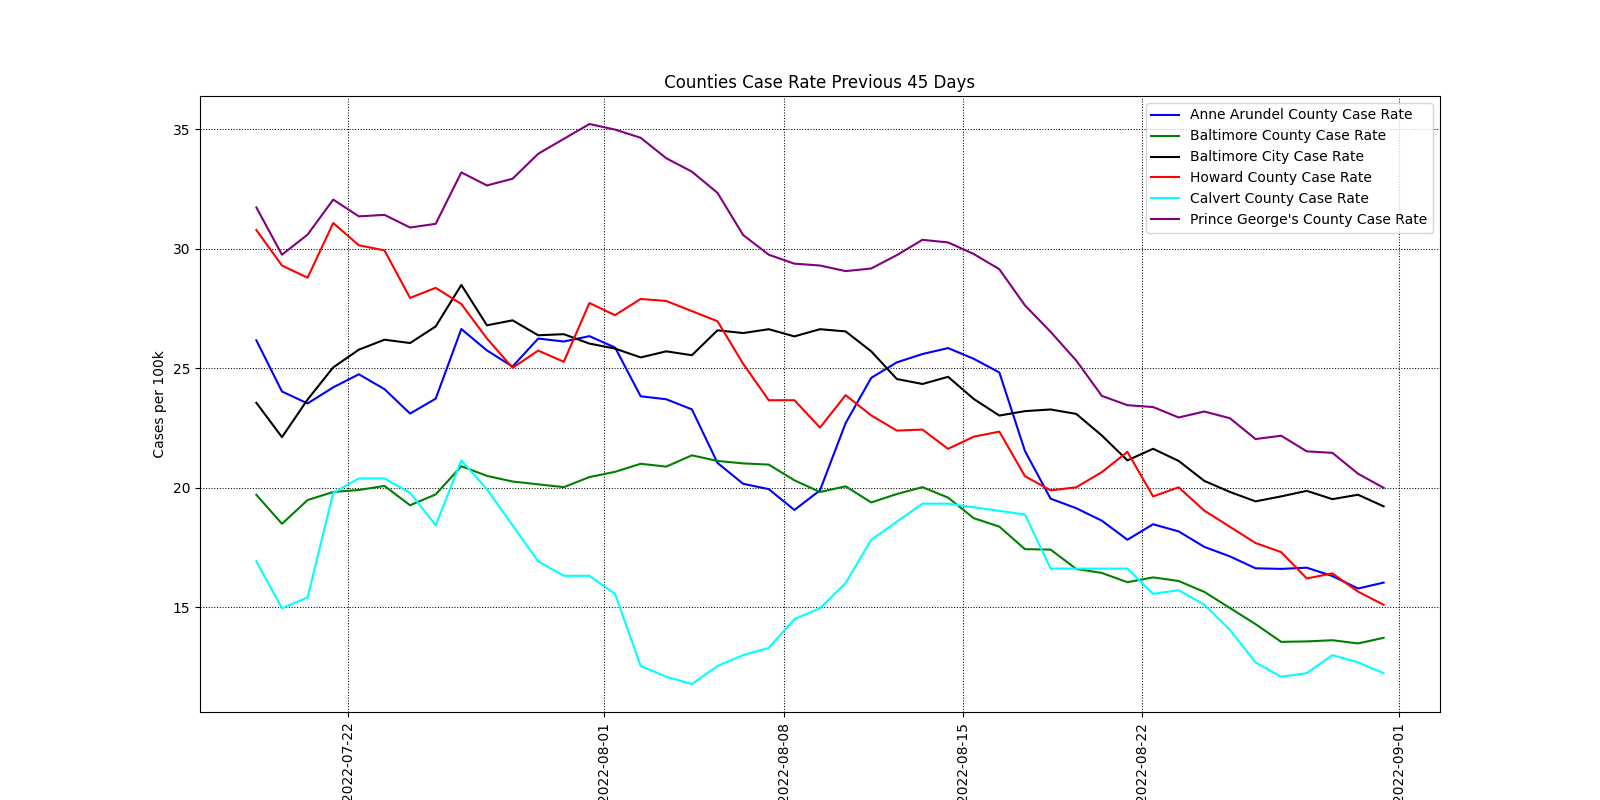 Counties Case Rate Previous 45 Days
Cases per 100k
35
30
25
20
15
Anne Arundel County Case Rate
Baltimore County Case Rate
Baltimore City Case Rate
Howard County Case Rate
Calvert County Case Rate
Prince George's County Case Rate
2022-07-22
2022-08-01
2022-08-08
2022-08-15
2022-08-22
2022-09-01